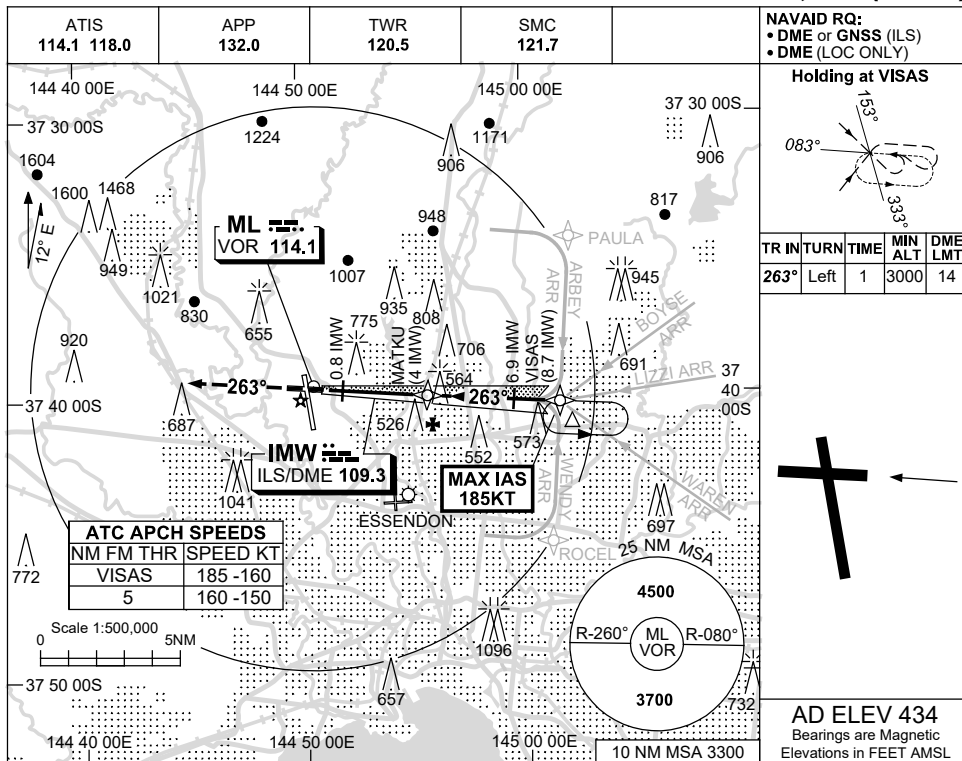 ATIS
114.1 118.0
APP
132.0
TWR
120.5
SMC
121.7
NAVAID RQ:
• DME or GNSS (ILS)
• DME (LOC ONLY)
Holding at VISAS
153°
083°
333°
TR IN TURN TIME MIN ALT DME LMT
263° Left 1 3000 14
144 40 00E
144 50 00E
145 00 00E
37 30 00S
37 30 00S
1224
1171
906
906
1604
1600
1468
12° E
949
1021
830
ML
VOR 114.1
948
1007
935
808
655
775
817
PAULA
ARBEY ARR
945
BOYSE ARR
691
LIZZI ARR
920
0.8 IMW
MATKU
(4 IMW)
706
564
6.9 IMW
VISAS
(8.7 IMW)
37 40 00S
263°
263°
37 40 00S
687
526
552
573
IMW
ILS/DME 109.3
MAX IAS
185KT
WENDY ARR
WAREN ARR
1041
ESSENDON
ROCEL
697
ATC APCH SPEEDS
NM FM THR SPEED KT
VISAS 185 -160
5 160 -150
772
25 NM MSA
4500
R-260°
ML
VOR
R-080°
3700
Scale 1:500,000
0 5NM
1096
657
732
37 50 00S
144 40 00E
144 50 00E
145 00 00E
10 NM MSA 3300
AD ELEV 434
Bearings are Magnetic
Elevations in FEET AMSL